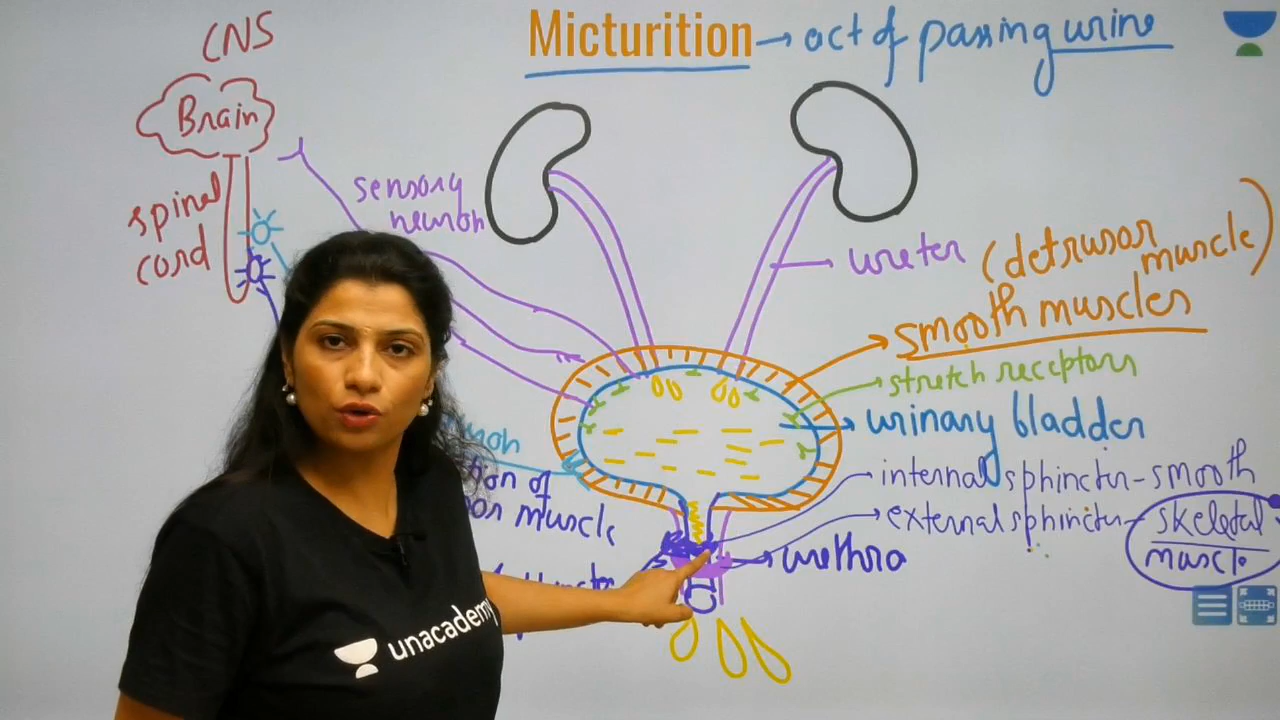 CNS
Micturition → act of passing urine
Brain
spinal
cord
sensory
neuron
ureter
(detrusor
muscle)
smooth muscles
stretch receptors
urinary bladder
internal sphincter - smooth
external sphincter - skeletal
muscle
urethra
muscle
unacademy